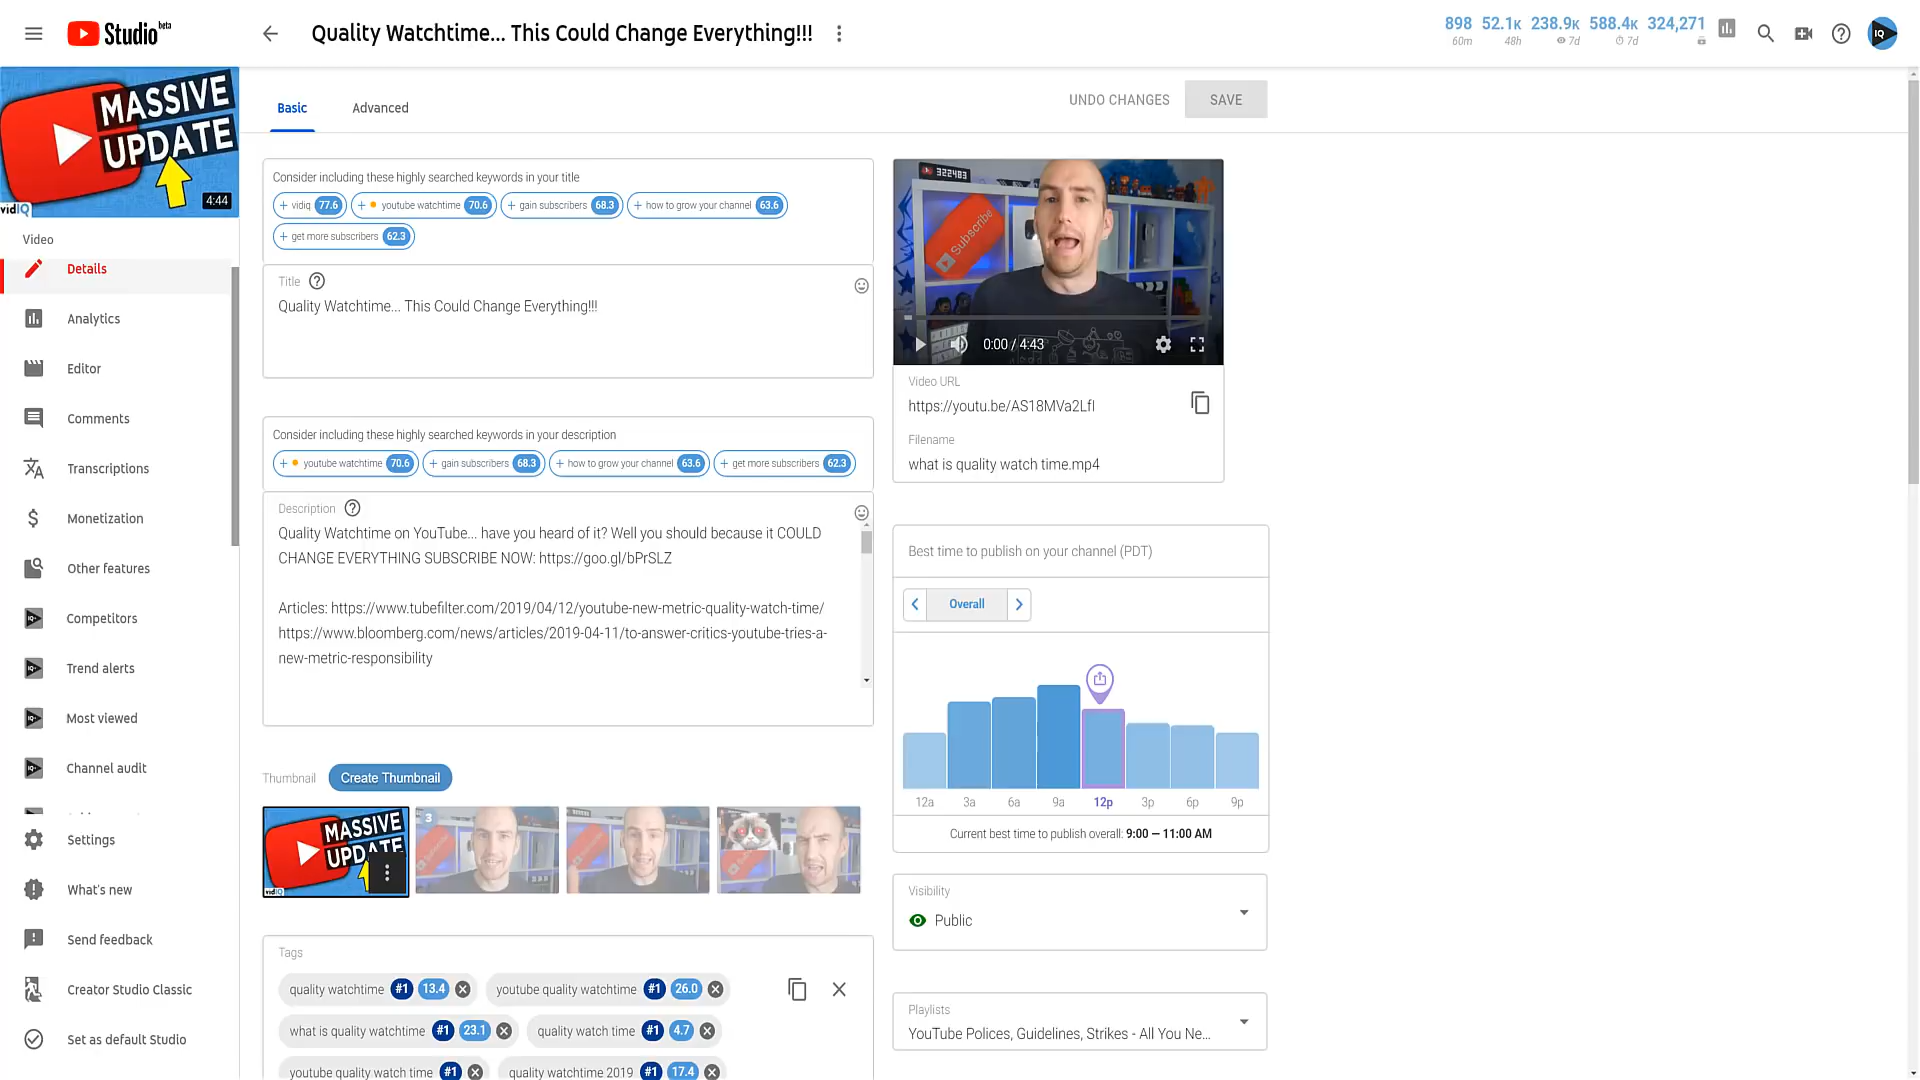 Studio beta
Quality Watchtime... This Could Change Everything!!!
898 52.1K 238.9K 588.4K 324,271
60m 48h 7d 7d
IQ
MASSIVE
UPDATE
4:44
vidIQ
Video
Details
Analytics
Editor
Comments
Transcriptions
Monetization
Other features
Competitors
Trend alerts
Most viewed
Channel audit
Settings
What's new
Send feedback
Creator Studio Classic
Set as default Studio
Basic
Advanced
UNDO CHANGES
SAVE
Consider including these highly searched keywords in your title
+ vidiq 77.6
+ youtube watchtime 70.6
+ gain subscribers 68.3
+ how to grow your channel 63.6
+ get more subscribers 62.3
Title
Quality Watchtime... This Could Change Everything!!!
Consider including these highly searched keywords in your description
+ youtube watchtime 70.6
+ gain subscribers 68.3
+ how to grow your channel 63.6
+ get more subscribers 62.3
Description
Quality Watchtime on YouTube... have you heard of it? Well you should because it COULD
CHANGE EVERYTHING SUBSCRIBE NOW: https://goo.gl/bPrSLZ
Articles: https://www.tubefilter.com/2019/04/12/youtube-new-metric-quality-watch-time/
https://www.bloomberg.com/news/articles/2019-04-11/to-answer-critics-youtube-tries-a-
new-metric-responsibility
Thumbnail
Create Thumbnail
MASSIVE
UPDATE
vidIQ
3
Tags
quality watchtime #1 13.4
youtube quality watchtime #1 26.0
what is quality watchtime #1 23.1
quality watch time #1 4.7
youtube quality watch time #1
quality watchtime 2019 #1 17.4
322483
Subscribe
0:00 / 4:43
Video URL
https://youtu.be/AS18MVa2LfI
Filename
what is quality watch time.mp4
Best time to publish on your channel (PDT)
Overall
12a 3a 6a 9a 12p 3p 6p 9p
Current best time to publish overall: 9:00 – 11:00 AM
Visibility
Public
Playlists
YouTube Polices, Guidelines, Strikes - All You Ne...